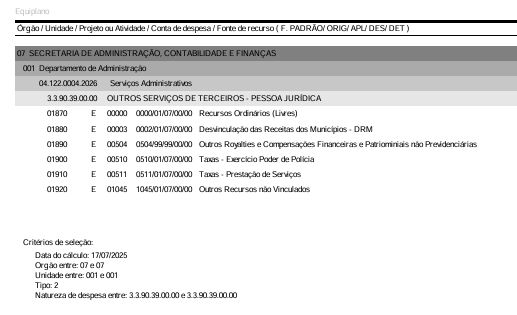 Equiplano
Órgão / Unidade / Projeto ou Atividade / Conta de despesa / Fonte de recurso ( F. PADRÃO/ ORIG/ APL/ DES/ DET )
07 SECRETARIA DE ADMINISTRAÇÃO, CONTABILIDADE E FINANÇAS
001 Departamento de Administração
04.122.0004.2026 Serviços Administrativos
3.3.90.39.00.00 OUTROS SERVIÇOS DE TERCEIROS - PESSOA JURÍDICA
01870 E 00000 0000/01/07/00/00 Recursos Ordinários (Livres)
01880 E 00003 0002/01/07/00/00 Desvinculação das Receitas dos Municípios - DRM
01890 E 00504 0504/99/99/00/00 Outros Royalties e Compensações Financeiras e Patriominiais não Previdenciárias
01900 E 00510 0510/01/07/00/00 Taxas - Exercício Poder de Polícia
01910 E 00511 0511/01/07/00/00 Taxas - Prestação de Serviços
01920 E 01045 1045/01/07/00/00 Outros Recursos não Vinculados
Critérios de seleção:
Data do cálculo: 17/07/2025
Orgão entre: 07 e 07
Unidade entre: 001 e 001
Tipo: 2
Natureza de despesa entre: 3.3.90.39.00.00 e 3.3.90.39.00.00